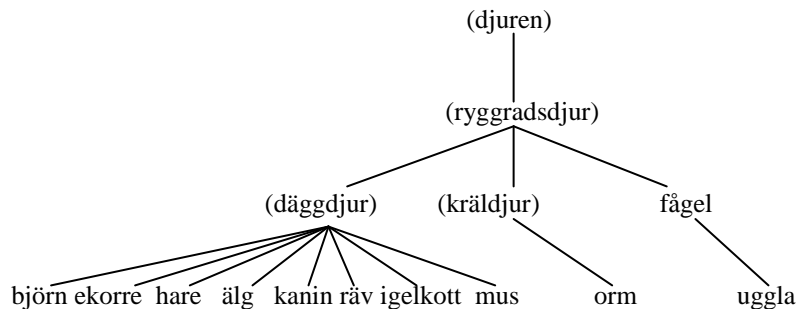 (djuren)
(ryggradsdjur)
(däggdjur) (kräldjur) fågel
björn ekorre hare älg kanin räv igelkott mus orm uggla